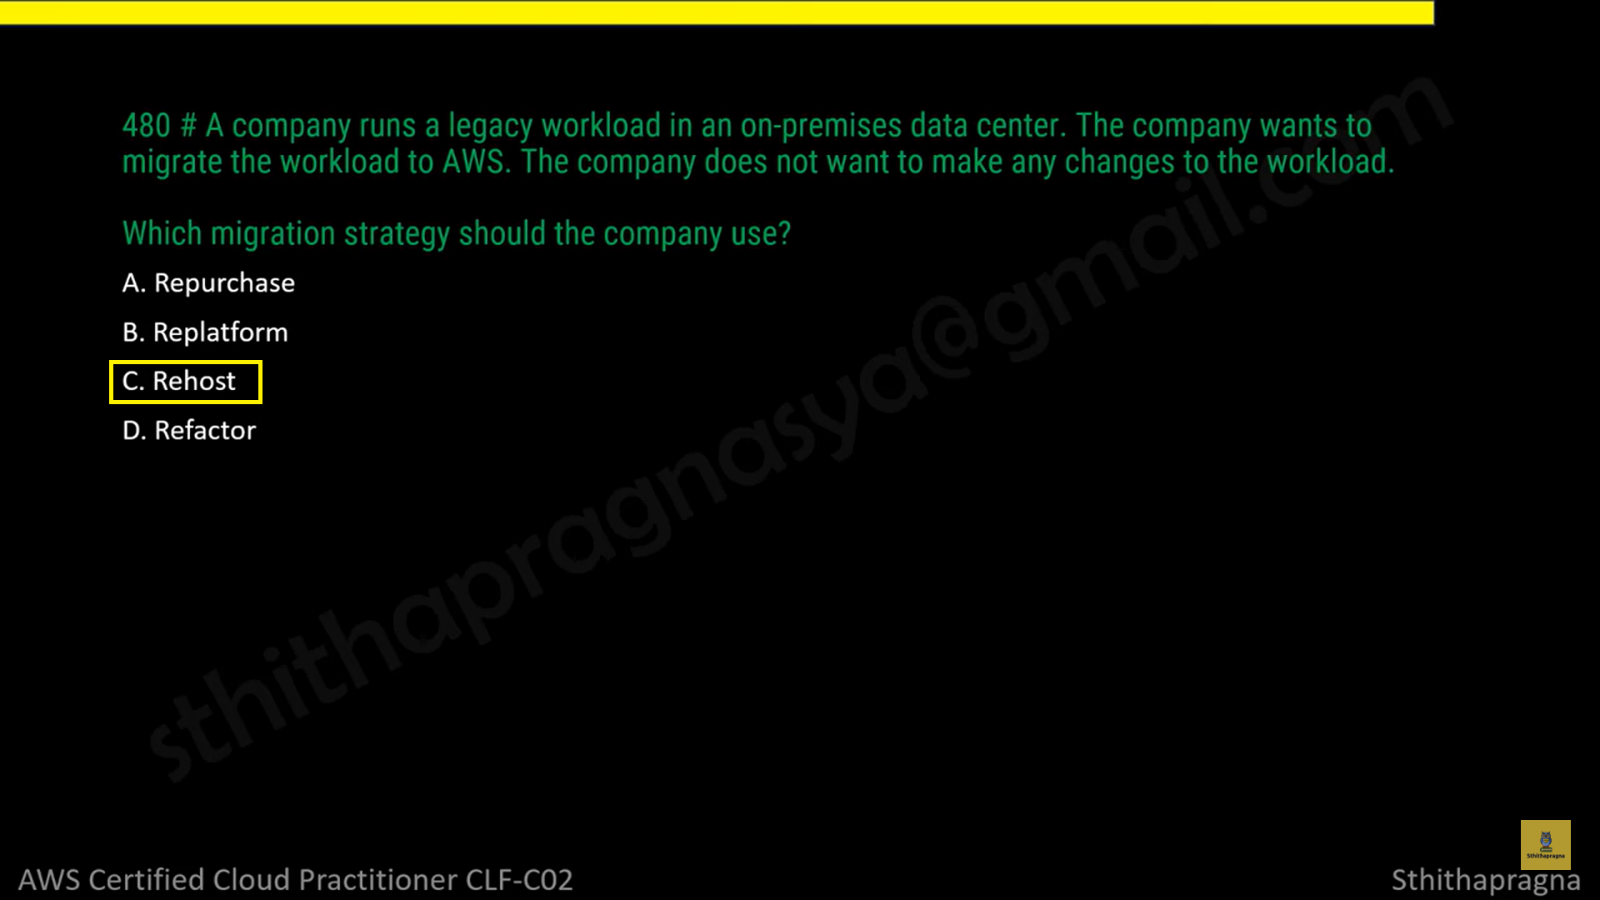 480 # A company runs a legacy workload in an on-premises data center. The company wants to
migrate the workload to AWS. The company does not want to make any changes to the workload.
Which migration strategy should the company use?
A. Repurchase
B. Replatform
C. Rehost
D. Refactor
sthithapragnasya@gmail.com
Sthithapragna
AWS Certified Cloud Practitioner CLF-C02
Sthithapragna